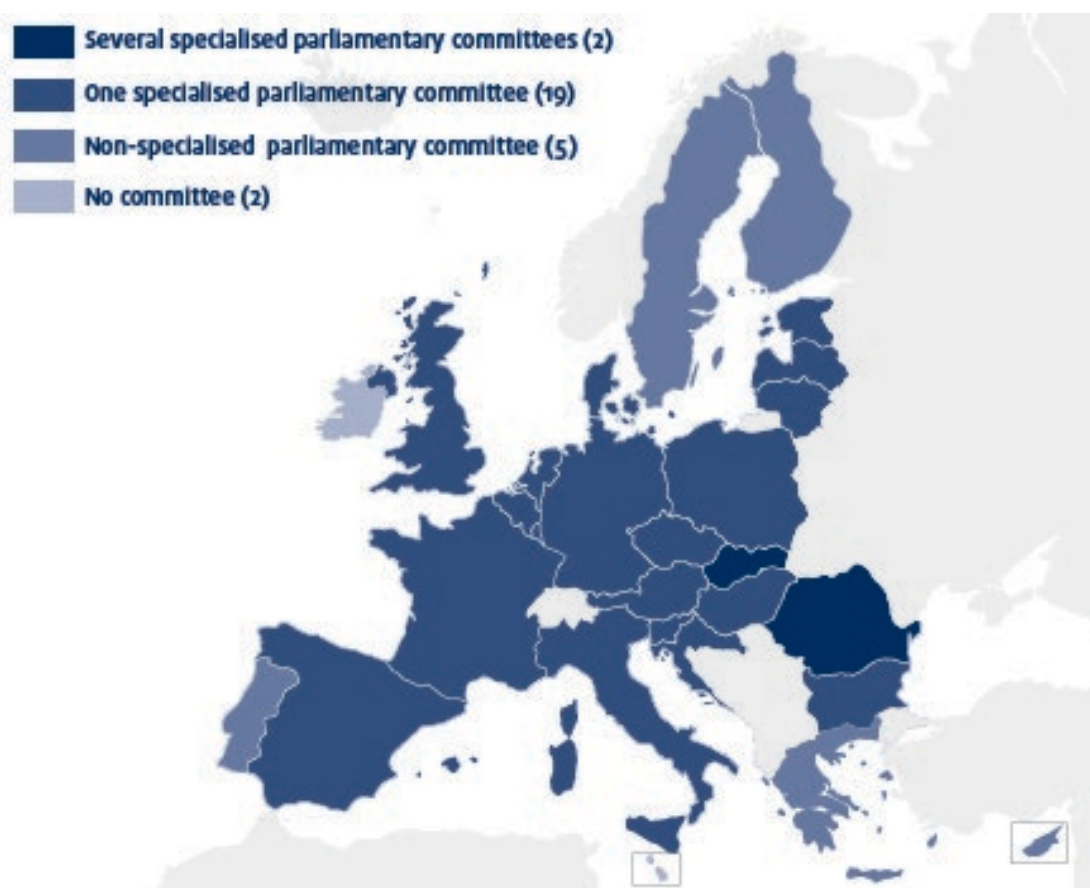 Several specialised parliamentary committees (2)
One specialised parliamentary committee (19)
Non-specialised parliamentary committee (5)
No committee (2)